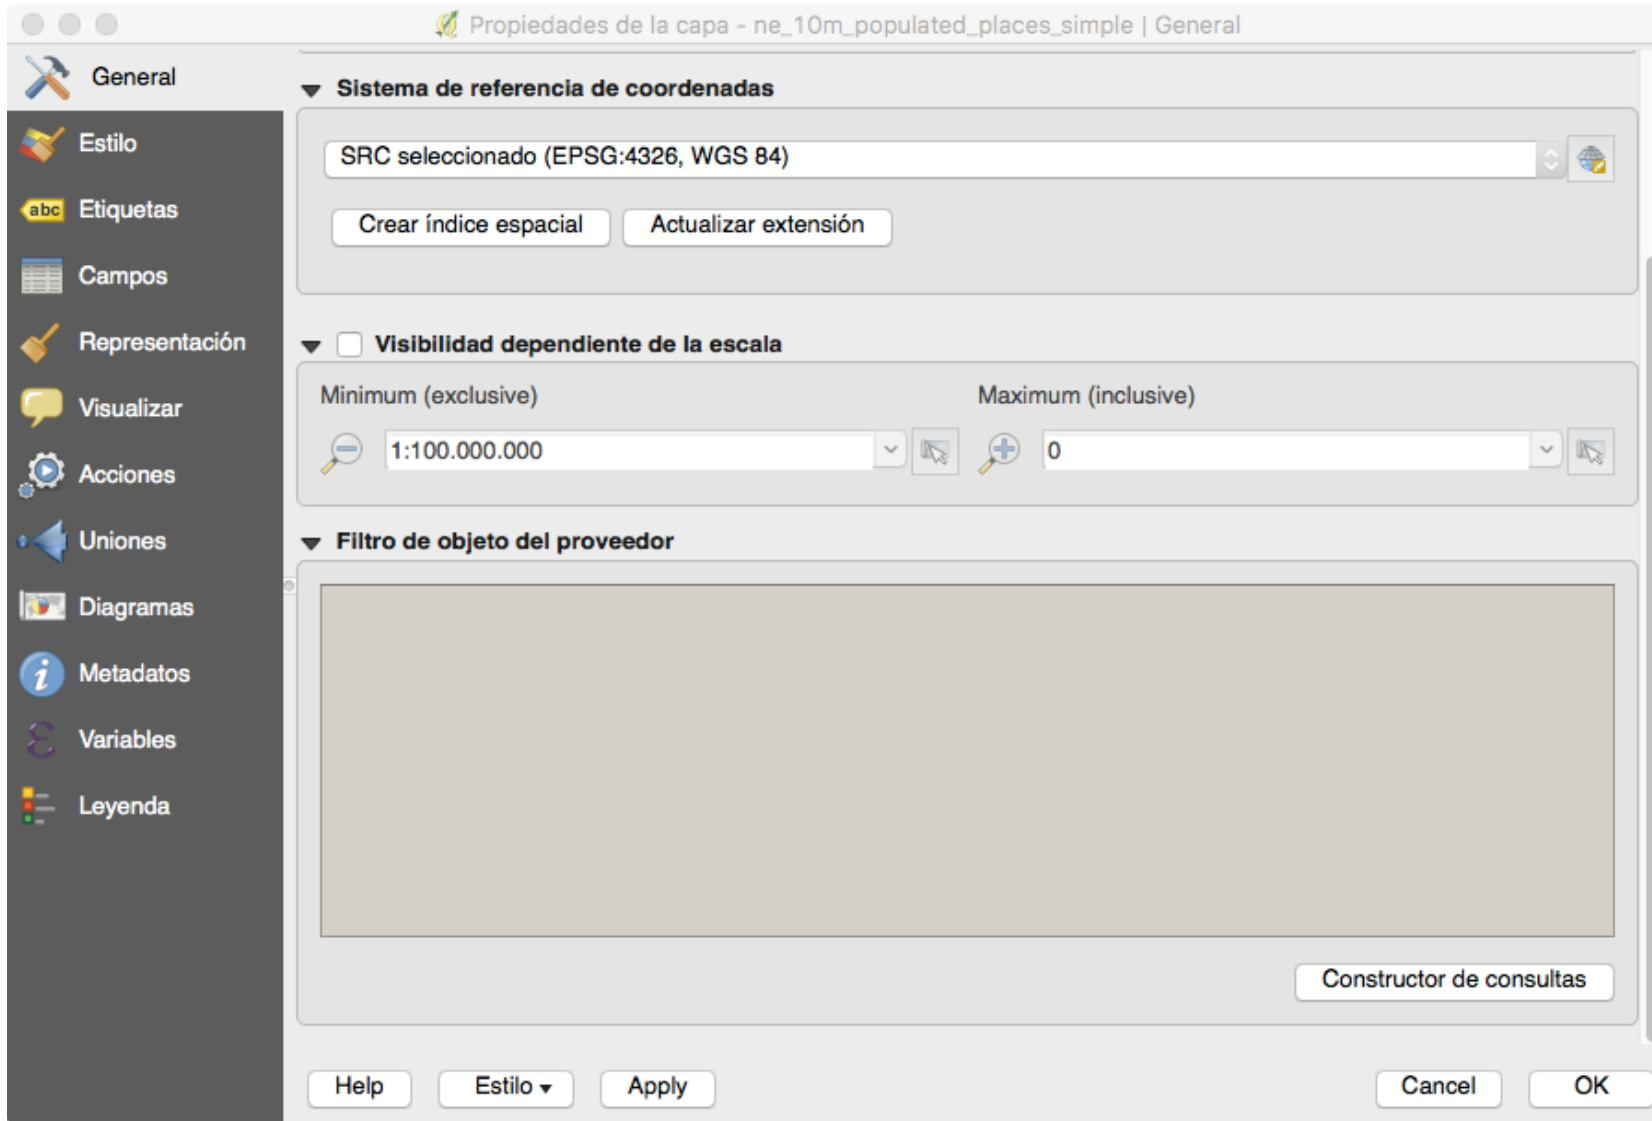 Propiedades de la capa - ne_10m_populated_places_simple | General
General
Estilo
abc Etiquetas
Campos
Representación
Visualizar
Acciones
Uniones
Diagramas
Metadatos
Variables
Leyenda
Sistema de referencia de coordenadas
SRC seleccionado (EPSG:4326, WGS 84)
Crear índice espacial Actualizar extensión
Visibilidad dependiente de la escala
Minimum (exclusive) Maximum (inclusive)
1:100.000.000 0
Filtro de objeto del proveedor
Constructor de consultas
Help Estilo Apply Cancel OK